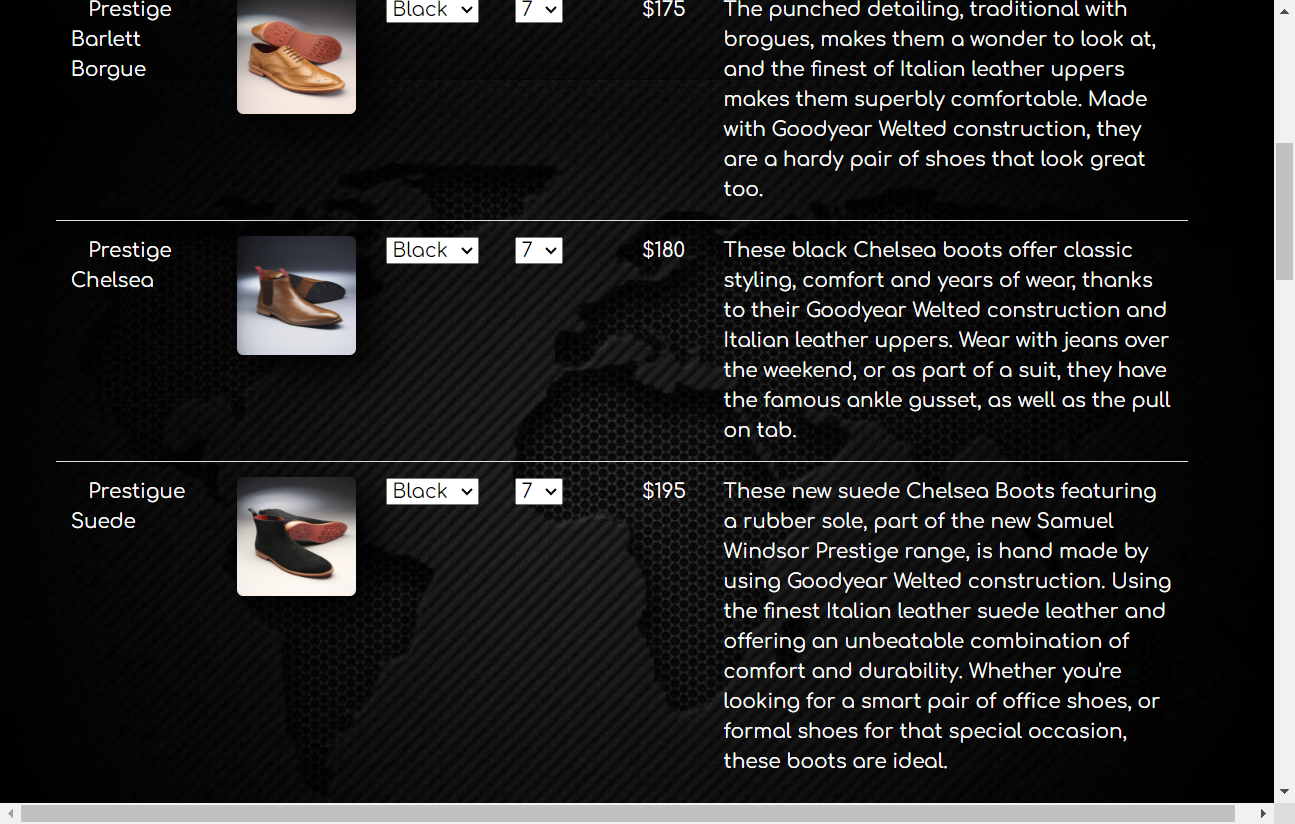 Prestige
Barlett
Borgue
Black
7
$175
The punched detailing, traditional with
brogues, makes them a wonder to look at,
and the finest of Italian leather uppers
makes them superbly comfortable. Made
with Goodyear Welted construction, they
are a hardy pair of shoes that look great
too.
Prestige
Chelsea
Black
7
$180
These black Chelsea boots offer classic
styling, comfort and years of wear, thanks
to their Goodyear Welted construction and
Italian leather uppers. Wear with jeans over
the weekend, or as part of a suit, they have
the famous ankle gusset, as well as the pull
on tab.
Prestigue
Suede
Black
7
$195
These new suede Chelsea Boots featuring
a rubber sole, part of the new Samuel
Windsor Prestige range, is hand made by
using Goodyear Welted construction. Using
the finest Italian leather suede leather and
offering an unbeatable combination of
comfort and durability. Whether you're
looking for a smart pair of office shoes, or
formal shoes for that special occasion,
these boots are ideal.